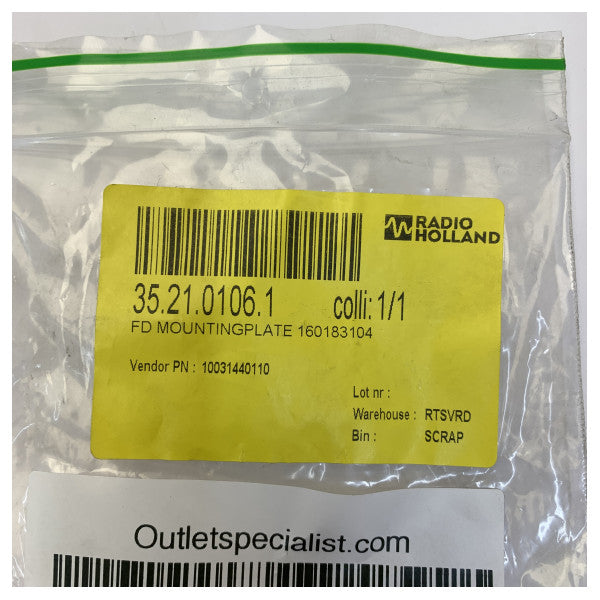 RADIO
HOLLAND
35.21.0106.1 colli: 1/1
FD MOUNTINGPLATE 160183104
Vendor PN : 10031440110
Lot nr :
Warehouse : RTSVRD
Bin : SCRAP
Outletspecialist.com